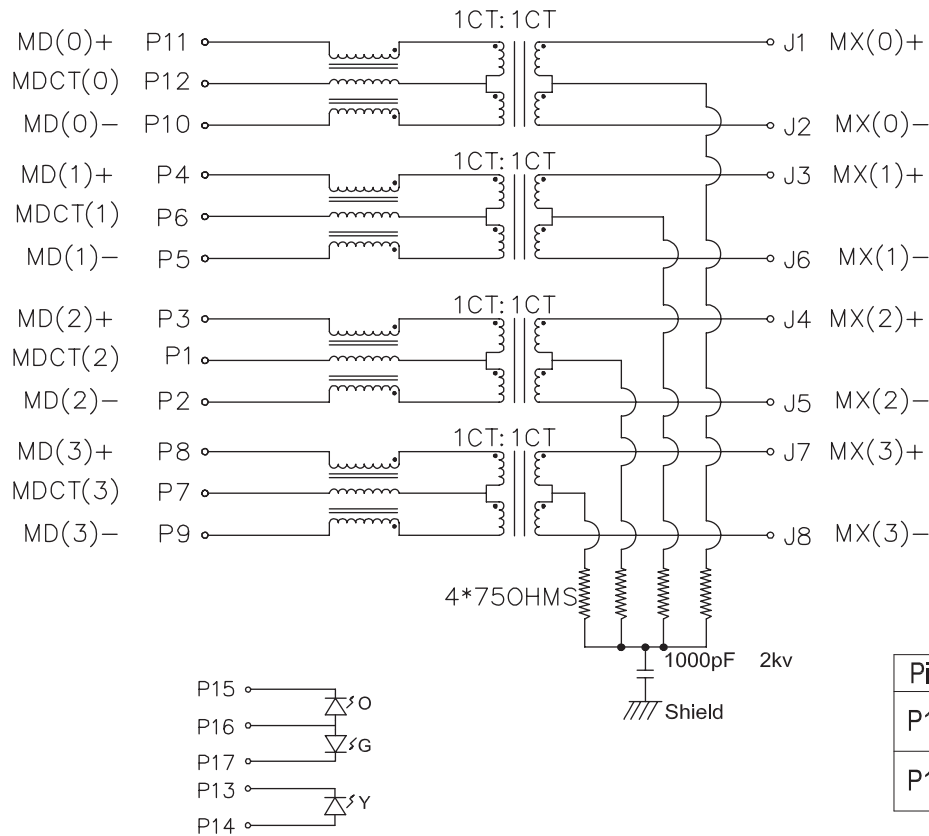 1CT:1CT
MD(0)+ P11 J1 MX(0)+
MDCT(0) P12
MD(0)− P10 J2 MX(0)−
1CT:1CT
MD(1)+ P4 J3 MX(1)+
MDCT(1) P6
MD(1)− P5 J6 MX(1)−
1CT:1CT
MD(2)+ P3 J4 MX(2)+
MDCT(2) P1
MD(2)− P2 J5 MX(2)−
1CT:1CT
MD(3)+ P8 J7 MX(3)+
MDCT(3) P7
MD(3)− P9 J8 MX(3)−
4*75OHMS
1000pF 2kv
Shield
P15
O
P16
G
P17
P13
Y
P14
Pi
P1
P1